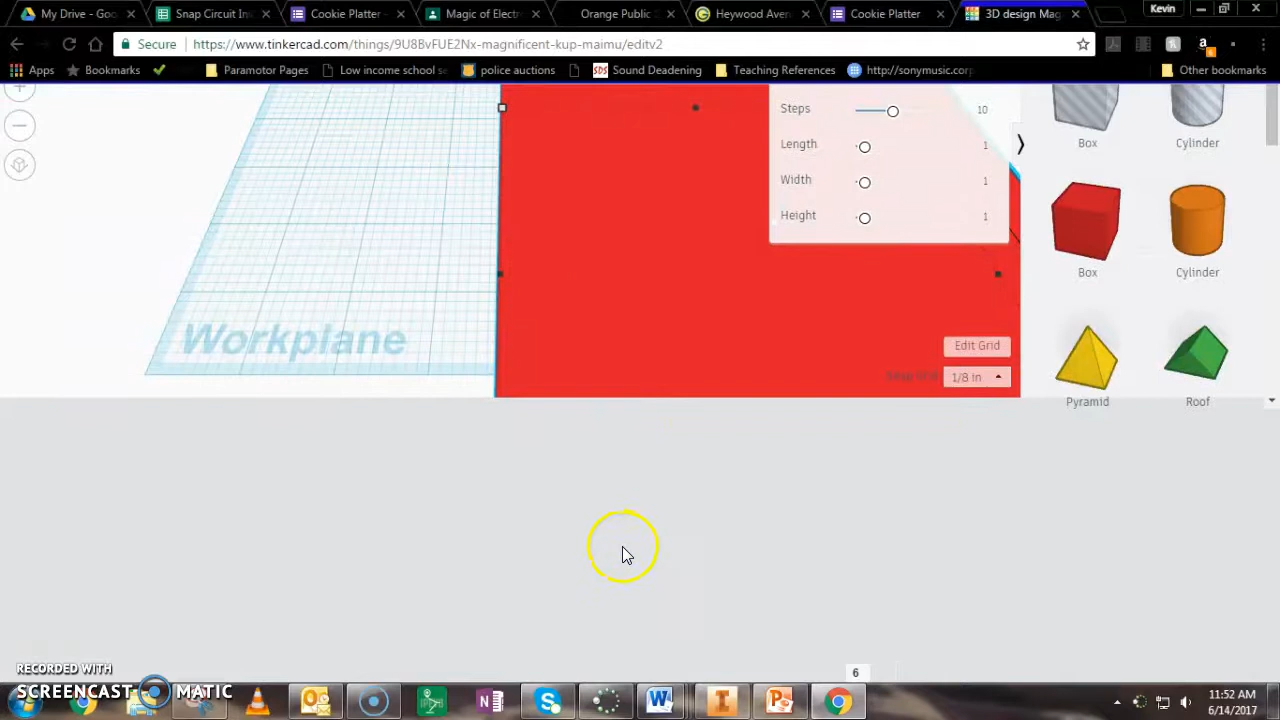 My Drive - Goo
Snap Circuit In
Cookie Platter -
Magic of Electr
Orange Public S
Heywood Aven
Cookie Platter
3D design Mag
Kevin
Secure
https://www.tinkercad.com/things/9U8BvFUE2Nx-magnificent-kup-maimu/editv2
Apps
Bookmarks
Paramotor Pages
Low income school se
police auctions
SDS
Sound Deadening
Teaching References
http://sonymusic.corp
Other bookmarks
Steps
10
Length
1
Width
1
Height
1
Box
Cylinder
Box
Cylinder
Pyramid
Roof
Workplane
Edit Grid
1/8 in
6
RECORDED WITH
SCREENCAST MATIC
11:52 AM
6/14/2017